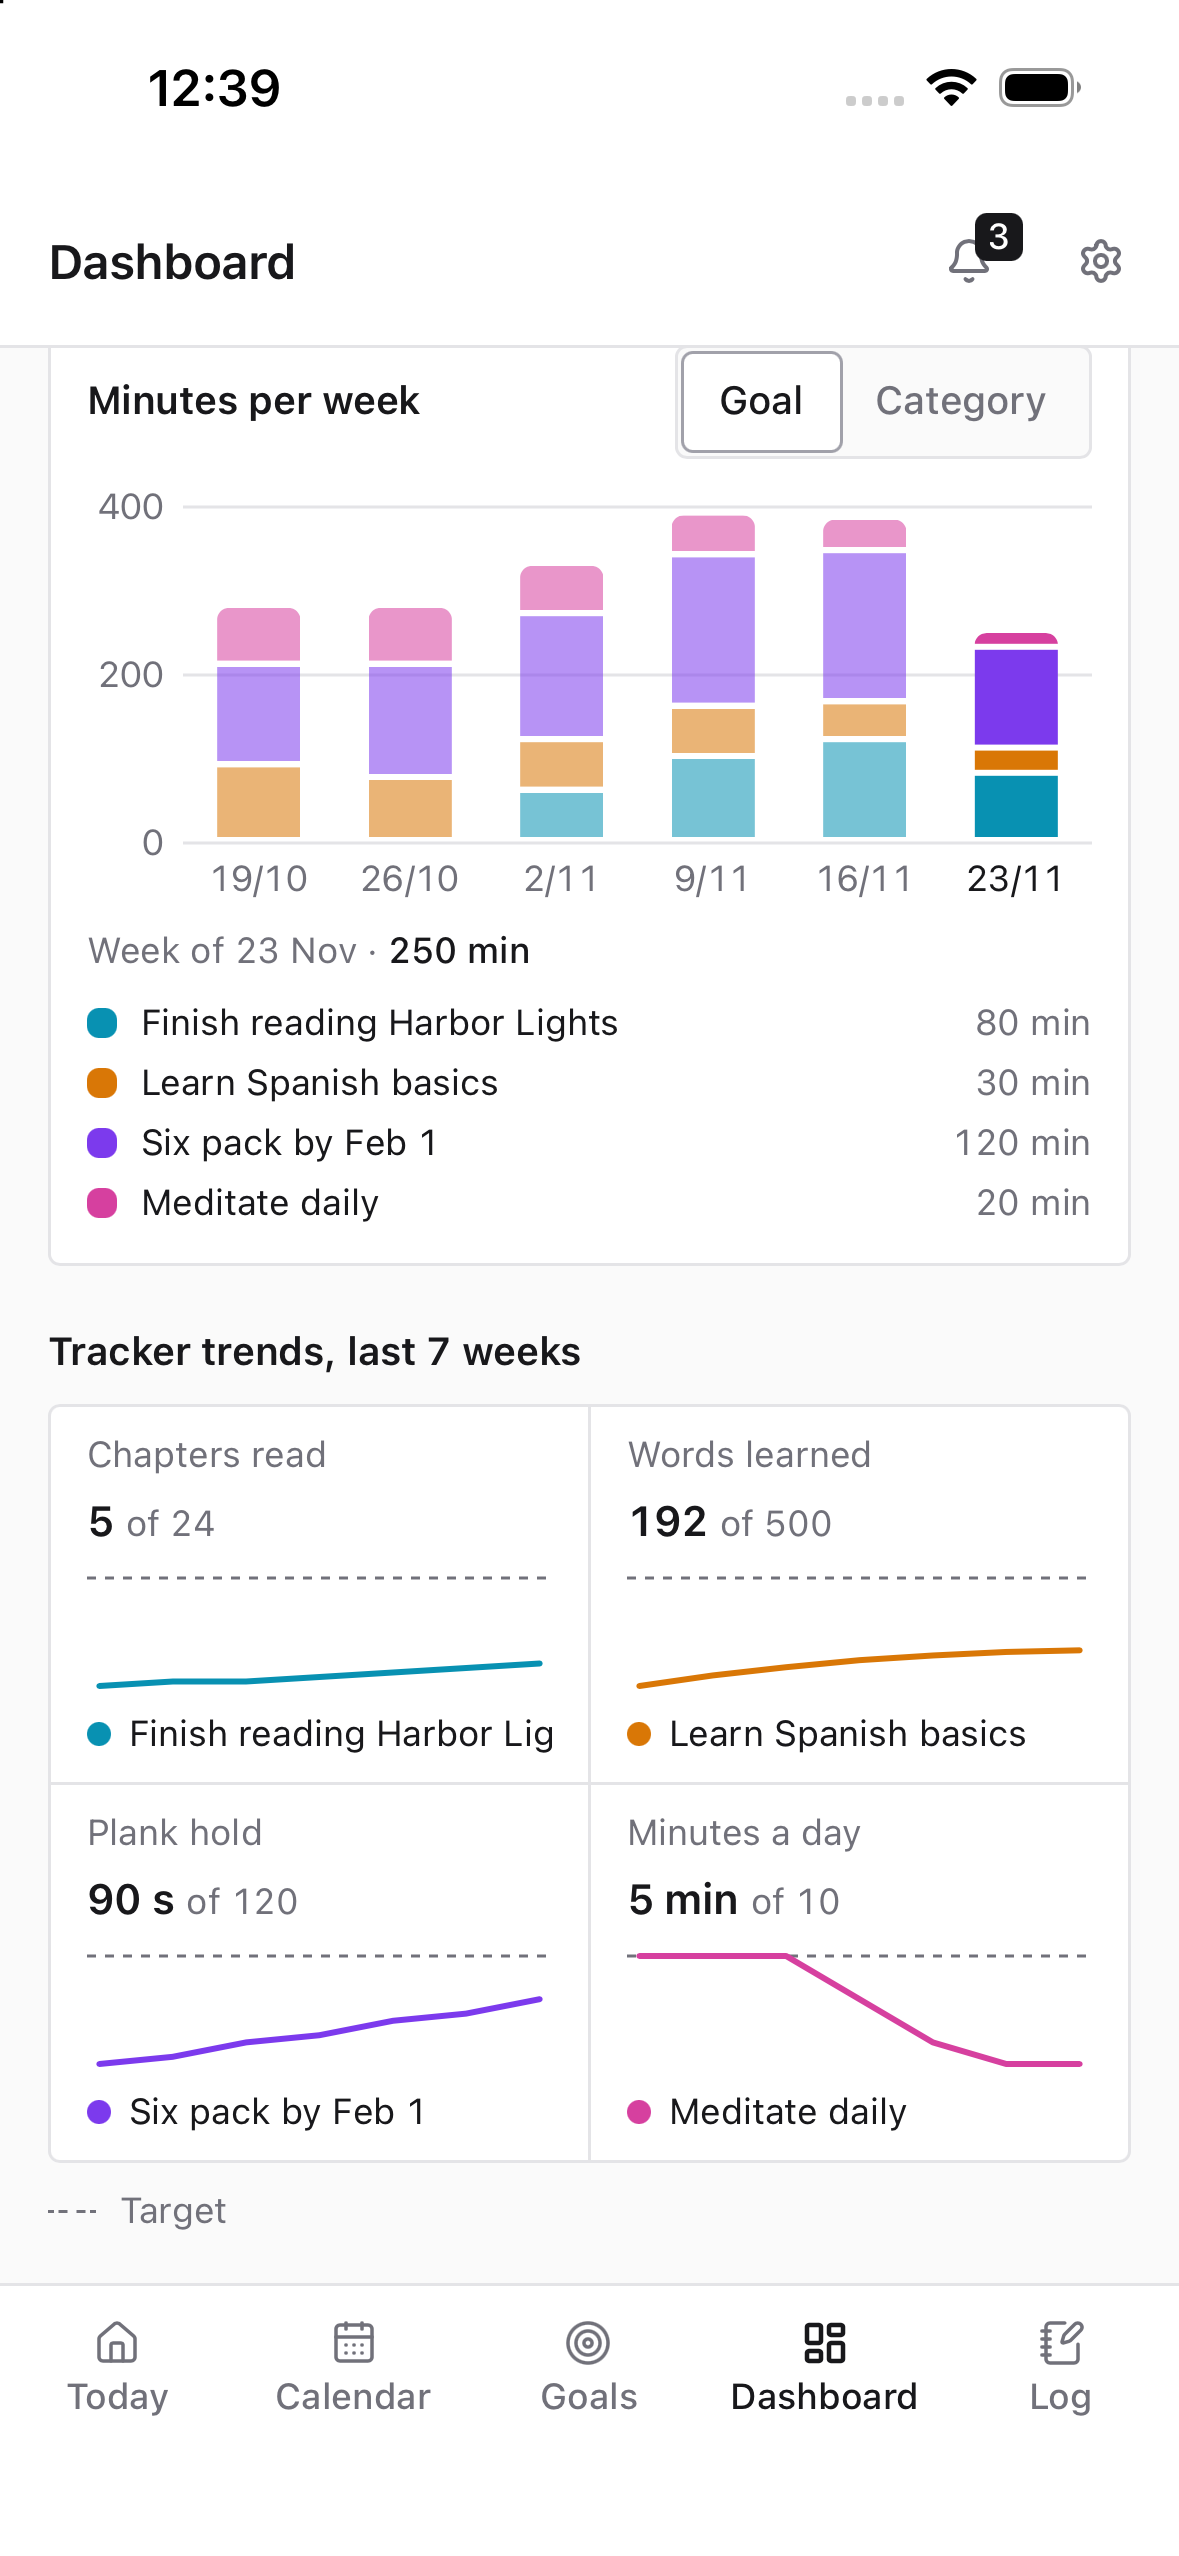 12:39
Dashboard
3
Minutes per week
Goal
Category
400
200
0
19/10
26/10
2/11
9/11
16/11
23/11
Week of 23 Nov · 250 min
Finish reading Harbor Lights
80 min
Learn Spanish basics
30 min
Six pack by Feb 1
120 min
Meditate daily
20 min
Tracker trends, last 7 weeks
Chapters read
5 of 24
Finish reading Harbor Lig
Words learned
192 of 500
Learn Spanish basics
Plank hold
90 s of 120
Six pack by Feb 1
Minutes a day
5 min of 10
Meditate daily
Target
Today
Calendar
Goals
Dashboard
Log